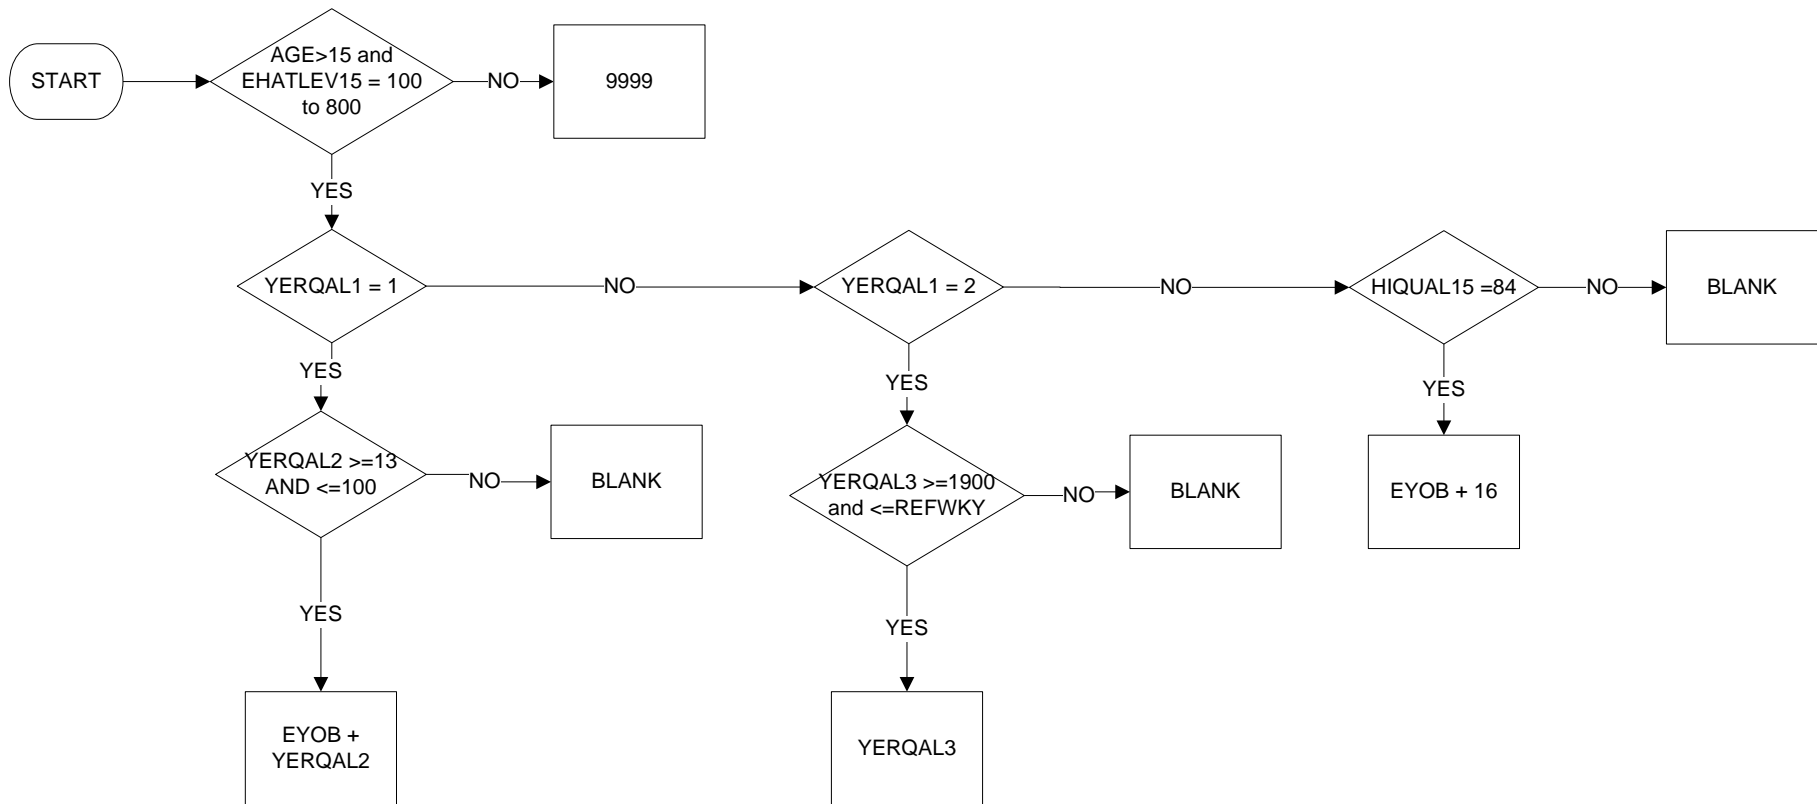 START
AGE>15 and
EHATLEV15 = 100
to 800
NO
9999
YES
YERQAL1 = 1
NO
YERQAL1 = 2
NO
HIQUAL15 =84
NO
BLANK
YES
YERQAL2 >=13
AND <=100
NO
BLANK
YES
EYOB +
YERQAL2
YES
YERQAL3 >=1900
and <=REFWKY
NO
BLANK
YES
YERQAL3
YES
EYOB + 16